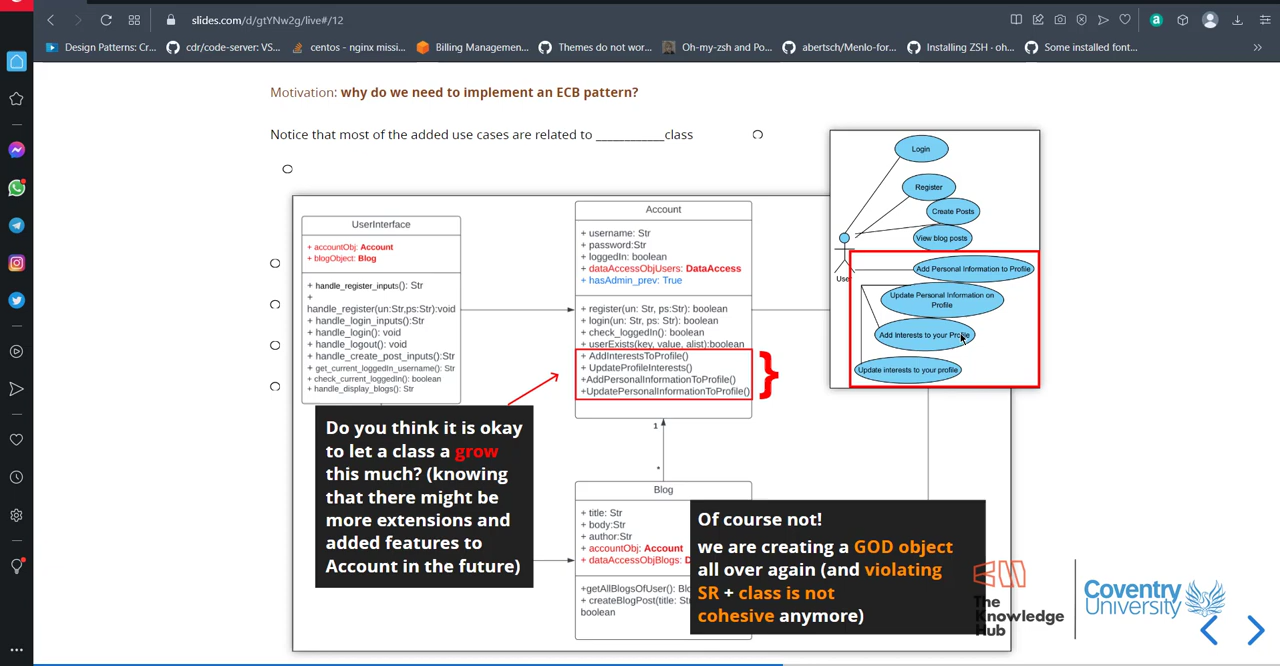 slides.com/d/gtYNw2g/live#/12
Design Patterns: Cr...
cdr/code-server: VS...
centos - nginx missi...
Billing Managemen...
Themes do not wor...
Oh-my-zsh and Po...
abertsch/Menlo-for...
Installing ZSH · oh...
Some installed font...
Motivation: why do we need to implement an ECB pattern?
Notice that most of the added use cases are related to ____________class
UserInterface
+ accountObj: Account
+ blogObject: Blog
+ handle_register_inputs(): Str
+
handle_register(un:Str,ps:Str):void
+ handle_login_inputs():Str
+ handle_login(): void
+ handle_logout(): void
+ handle_create_post_inputs():Str
+ get_current_loggedIn_username(): Str
+ check_current_loggedIn(): boolean
+ handle_display_blogs(): Str
Account
+ username: Str
+ password:Str
+ loggedIn: boolean
+ dataAccessObjUsers: DataAccess
+ hasAdmin_prev: True
+ register(un: Str, ps:Str): boolean
+ login(un: Str, ps: Str): boolean
+ check_loggedIn(): boolean
+ userExists(key, value, alist):boolean
+ AddInterestsToProfile()
+ UpdateProfileInterests()
+AddPersonalInformationToProfile()
+UpdatePersonalInformationToProfile()
}
1
*
Blog
+ title: Str
+ body:Str
+ author:Str
+ accountObj: Account
+ dataAccessObjBlogs: D
+getAllBlogsOfUser(): Blo
+ createBlogPost(title: Str
boolean
Login
Register
Create Posts
View blog posts
User
Add Personal Information to Profile
Update Personal Information on
Profile
Add Interests to your Profile
Update interests to your profile
Do you think it is okay
to let a class a grow
this much? (knowing
that there might be
more extensions and
added features to
Account in the future)
Of course not!
we are creating a GOD object
all over again (and violating
SR + class is not
cohesive anymore)
The
Knowledge
Hub
Coventry
University